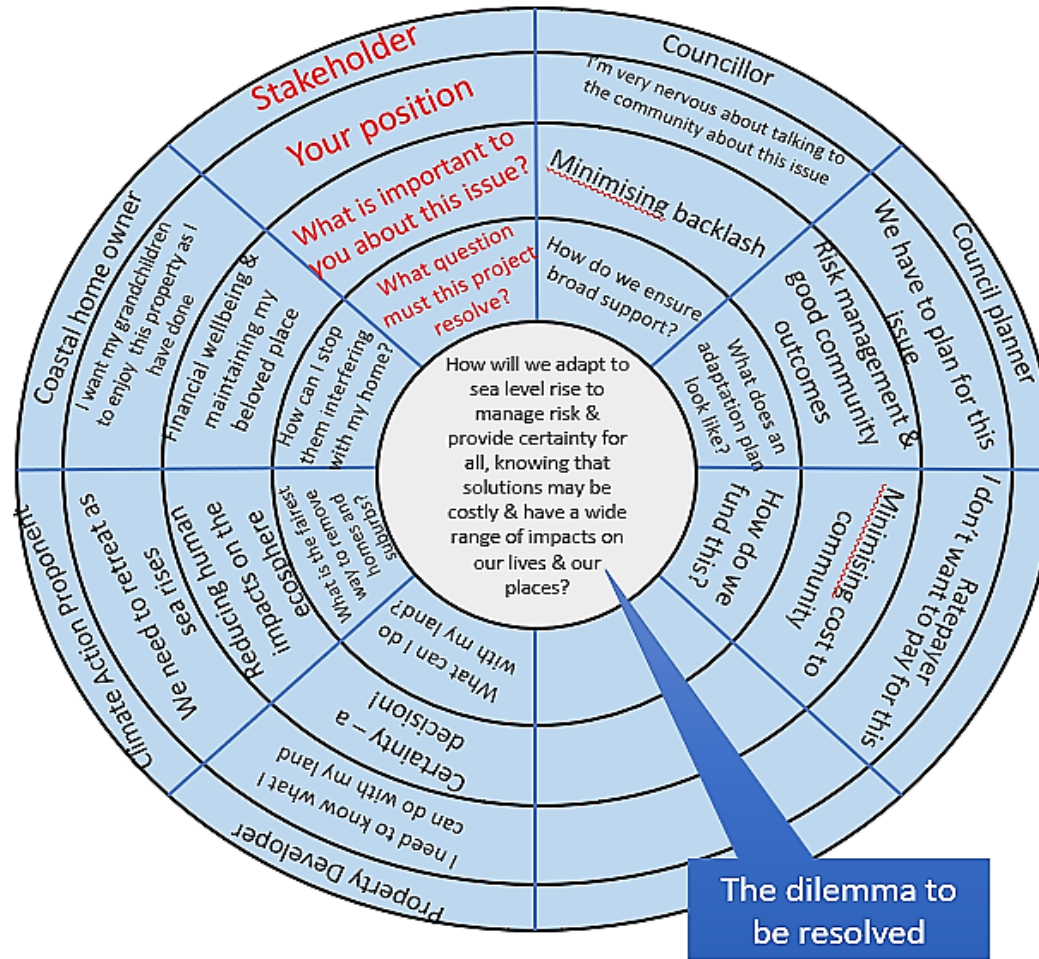 Stakeholder
Your position
What is important to
you about this issue?
What question
must this project
resolve?
Councillor
I'm very nervous about talking to
the community about this issue
Minimising backlash
How do we ensure
broad support?
Council planner
We have to plan for this
issue
Risk management &
good community
outcomes
What does an
adaptation plan
look like?
Ratepayer
I don't want to pay for this
Minimising cost to
community
How do we
fund this?
Property Developer
I need to know what I
can do with my land
Certainty – a
decision!
What can I do
with my land?
Climate Action Proponent
We need to retreat as
sea rises
Reducing human
impacts on the
ecosphere
What is the fairest
way to remove
homes and
suburbs?
Coastal home owner
I want my grandchildren
to enjoy this property as I
have done
Financial wellbeing &
maintaining my
beloved place
How can I stop
them interfering
with my home?
How will we adapt to
sea level rise to
manage risk &
provide certainty for
all, knowing that
solutions may be
costly & have a wide
range of impacts on
our lives & our
places?
The dilemma to
be resolved